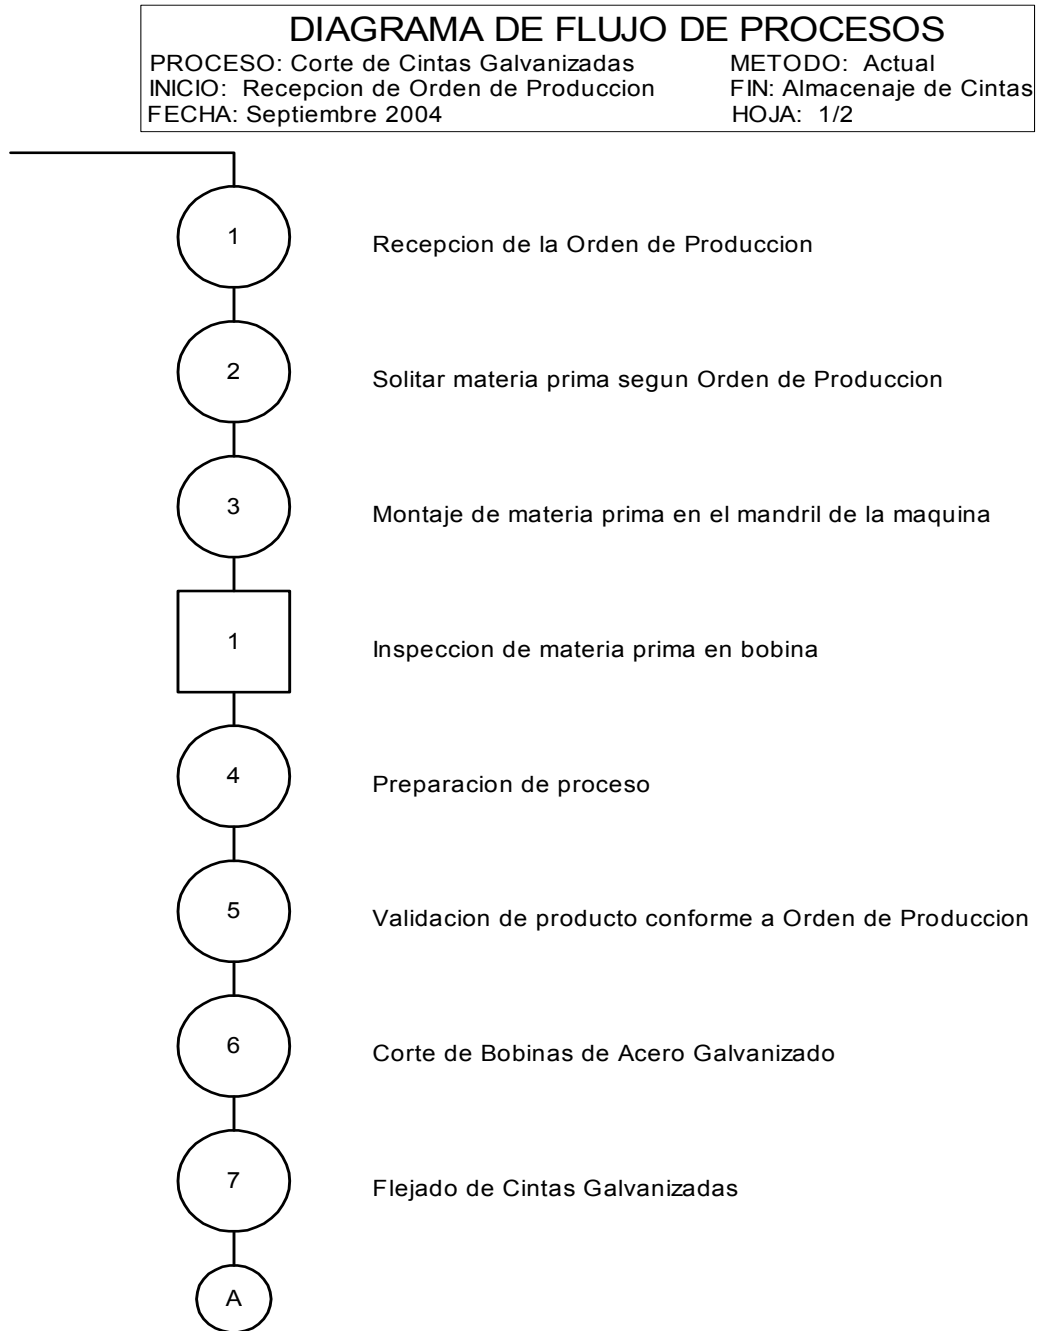 DIAGRAMA DE FLUJO DE PROCESOS
PROCESO: Corte de Cintas Galvanizadas METODO: Actual
INICIO: Recepcion de Orden de Produccion FIN: Almacenaje de Cintas
FECHA: Septiembre 2004 HOJA: 1/2
1 Recepcion de la Orden de Produccion
2 Solitar materia prima segun Orden de Produccion
3 Montaje de materia prima en el mandril de la maquina
1 Inspeccion de materia prima en bobina
4 Preparacion de proceso
5 Validacion de producto conforme a Orden de Produccion
6 Corte de Bobinas de Acero Galvanizado
7 Flejado de Cintas Galvanizadas
A